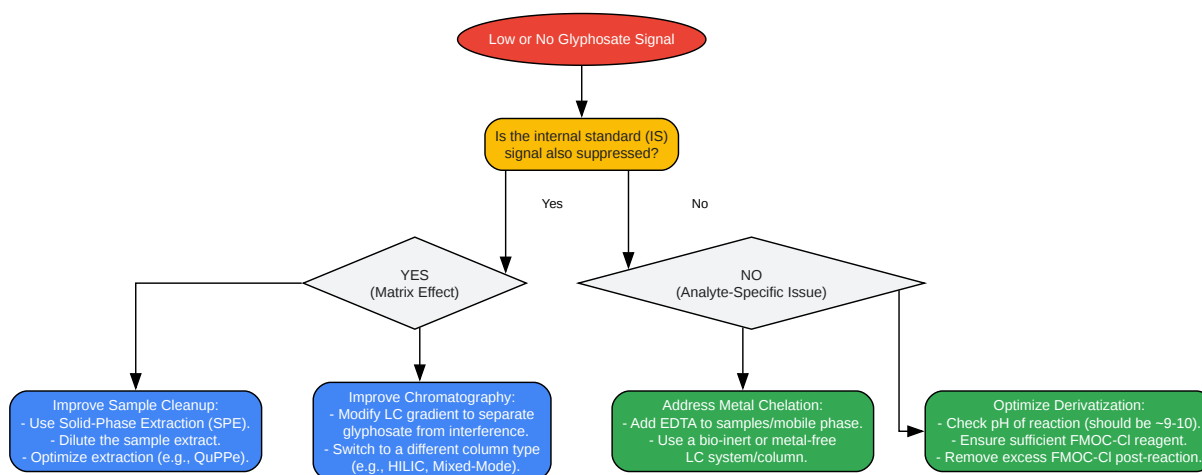 Low or No Glyphosate Signal
Is the internal standard (IS)
signal also suppressed?
Yes
No
YES
(Matrix Effect)
NO
(Analyte-Specific Issue)
Improve Sample Cleanup:
- Use Solid-Phase Extraction (SPE).
- Dilute the sample extract.
- Optimize extraction (e.g., QuPPe).
Improve Chromatography:
- Modify LC gradient to separate
glyphosate from interference.
- Switch to a different column type
(e.g., HILIC, Mixed-Mode).
Address Metal Chelation:
- Add EDTA to samples/mobile phase.
- Use a bio-inert or metal-free
LC system/column.
Optimize Derivatization:
- Check pH of reaction (should be ~9-10).
- Ensure sufficient FMOC-Cl reagent.
- Remove excess FMOC-Cl post-reaction.